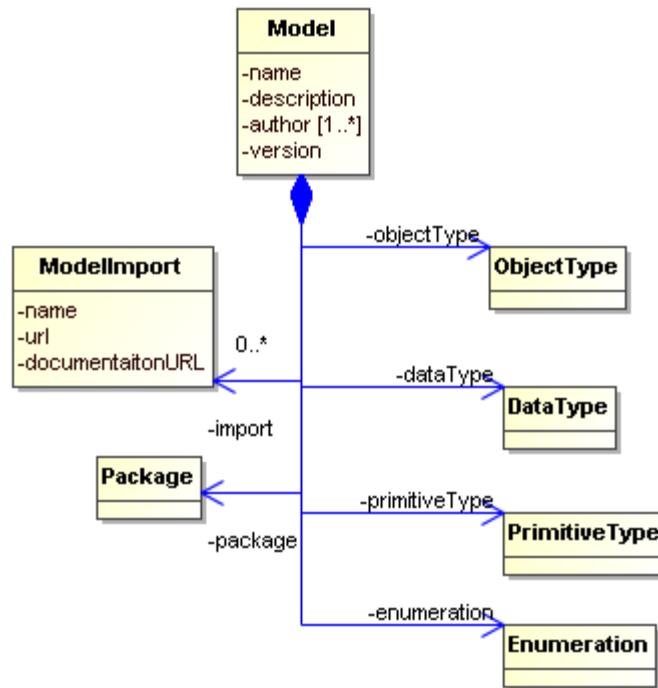 Model
-name
-description
-author [1..*]
-version
-objectType
ModelImport
ObjectType
-name
-url
-documentaitonURL
0..*
-dataType
DataType
-import
Package
-primitiveType
PrimitiveType
-package
-enumeration
Enumeration